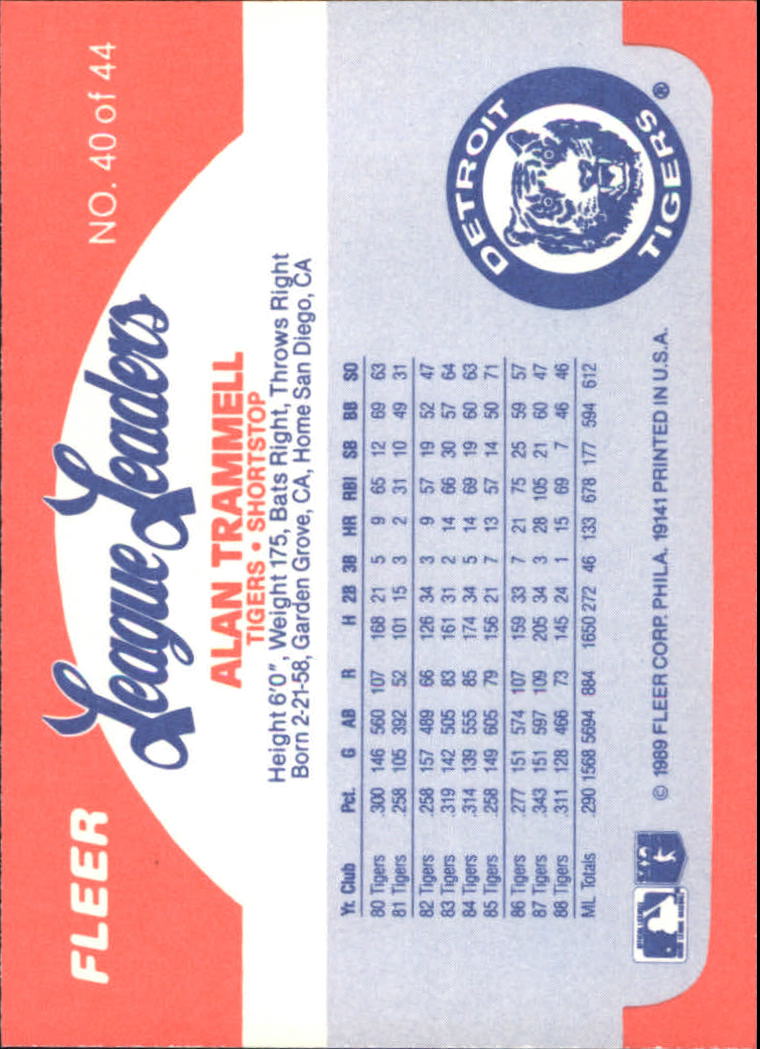 FLEER
League Leaders
NO. 40 of 44
ALAN TRAMMELL
TIGERS • SHORTSTOP
Height 6'0", Weight 175, Bats Right, Throws Right
Born 2-21-58, Garden Grove, CA, Home San Diego, CA
Yr. Club Pct. G AB R H 2B 3B HR RBI SB BB SO
80 Tigers .300 146 560 107 168 21 5 9 65 12 69 63
81 Tigers .258 105 392 52 101 15 3 2 31 10 49 31
82 Tigers .258 157 489 66 126 34 3 9 57 19 52 47
83 Tigers .319 142 505 83 161 31 2 14 66 30 57 64
84 Tigers .314 139 555 85 174 34 5 14 69 19 60 63
85 Tigers .258 149 605 79 156 21 7 13 57 14 50 71
86 Tigers .277 151 574 107 159 33 7 21 75 25 59 57
87 Tigers .343 151 597 109 205 34 3 28 105 21 60 47
88 Tigers .311 128 466 73 145 24 1 15 69 7 46 46
ML Totals .290 1568 5694 884 1650 272 46 133 678 177 594 612
© 1989 FLEER CORP. PHILA. 19141 PRINTED IN U.S.A.
DETROIT
TIGERS ®